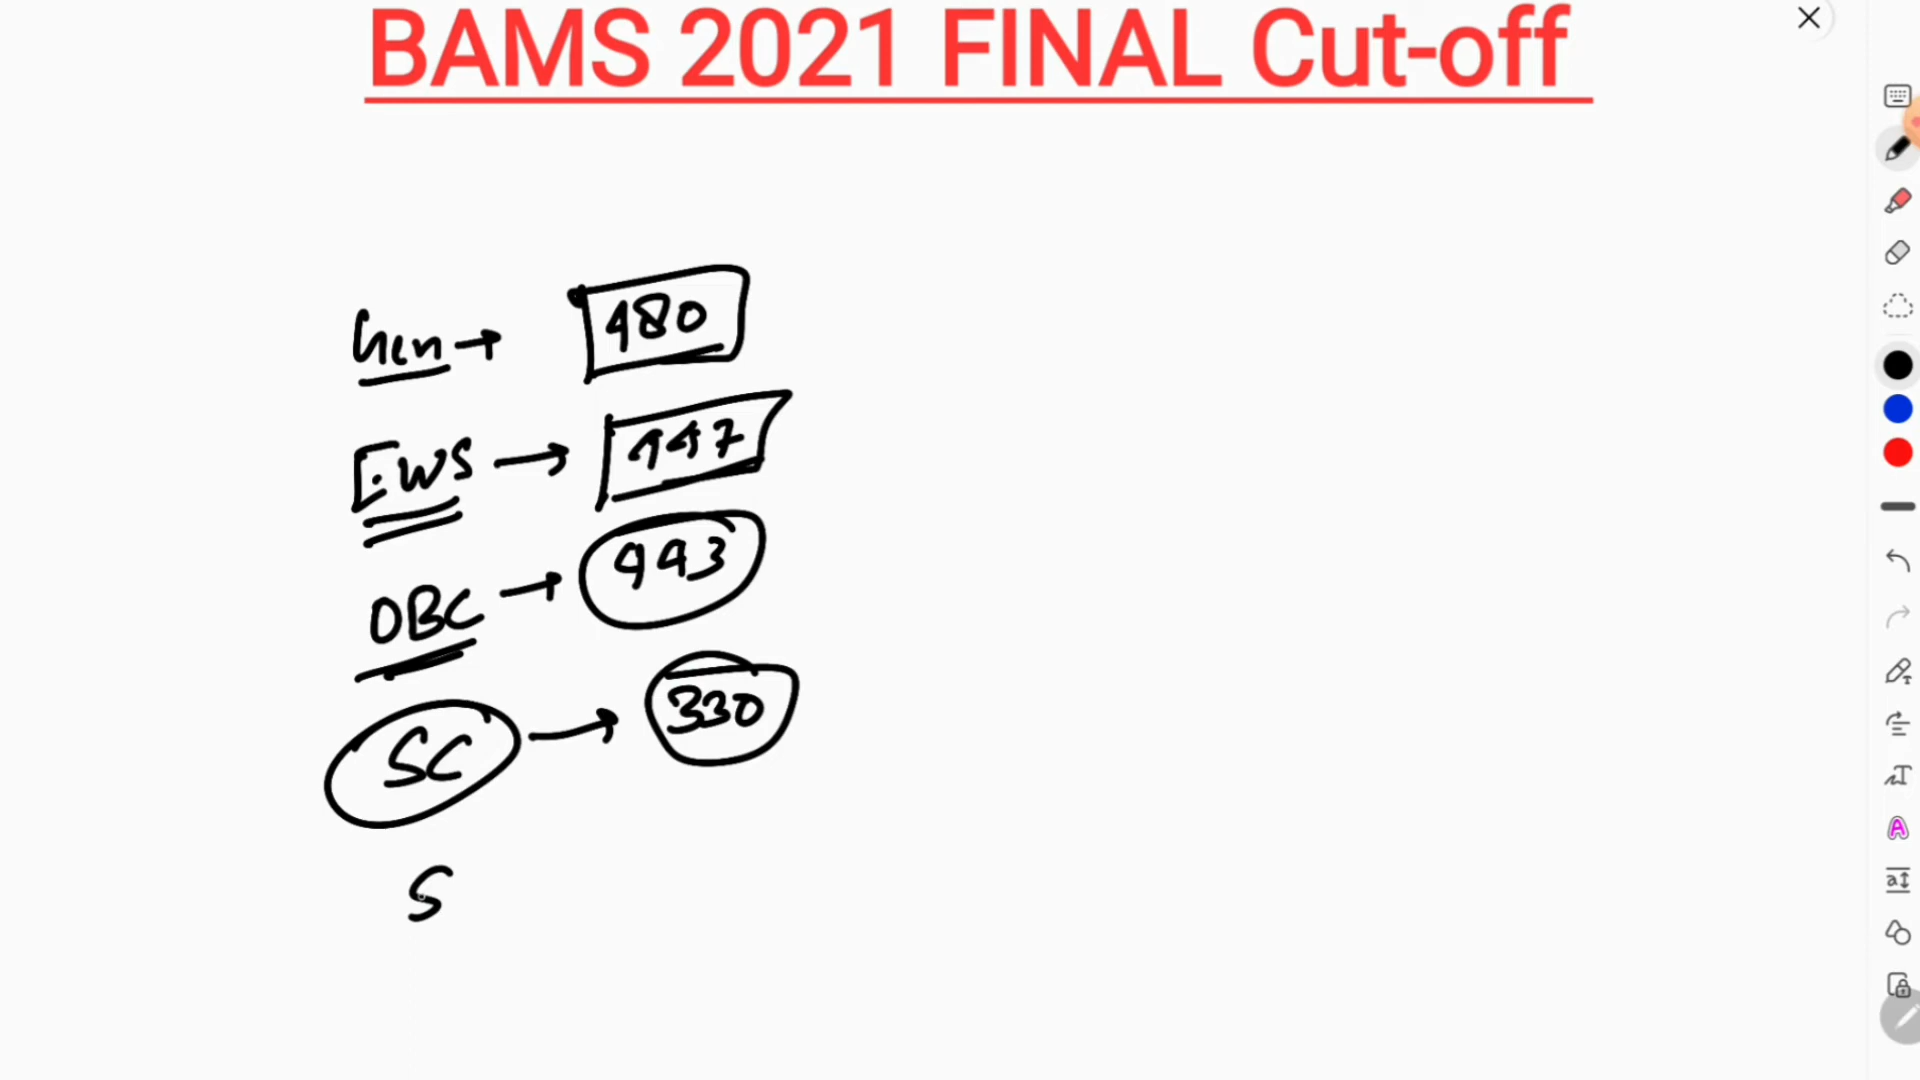 BAMS 2021 FINAL Cut-off
Gen → 480
EWS → 447
OBC → 443
SC → 330
S